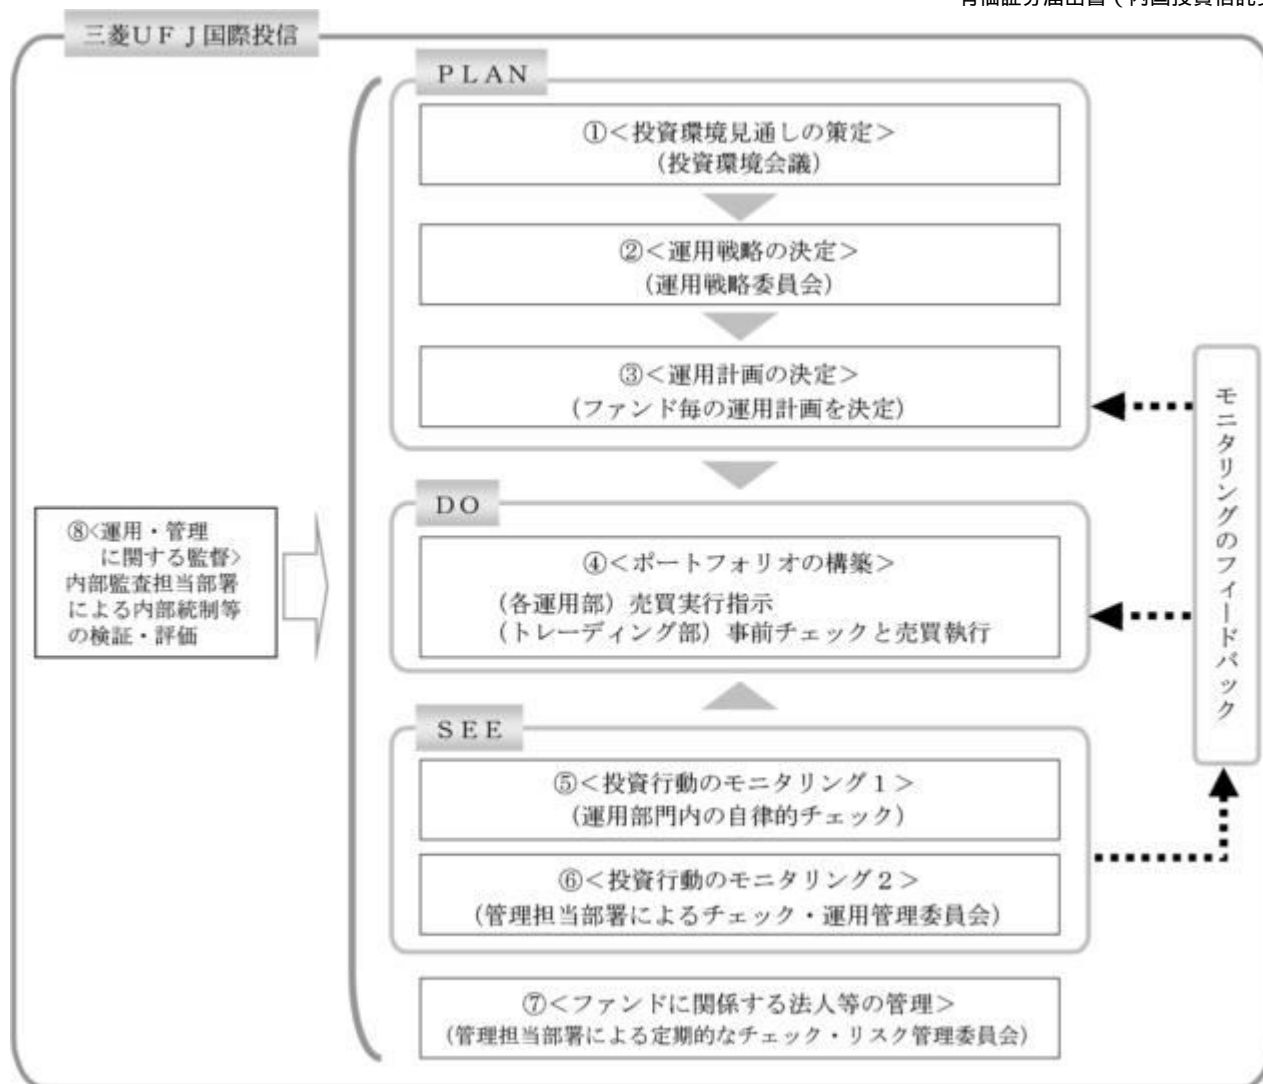 三菱ＵＦＪ国際投信
ＰＬＡＮ
①＜投資環境見通しの策定＞
（投資環境会議）
②＜運用戦略の決定＞
（運用戦略委員会）
③＜運用計画の決定＞
（ファンド毎の運用計画を決定）
ＤＯ
④＜ポートフォリオの構築＞
（各運用部）売買実行指示
（トレーディング部）事前チェックと売買執行
ＳＥＥ
⑤＜投資行動のモニタリング１＞
（運用部門内の自律的チェック）
⑥＜投資行動のモニタリング２＞
（管理担当部署によるチェック・運用管理委員会）
⑦＜ファンドに関係する法人等の管理＞
（管理担当部署による定期的なチェック・リスク管理委員会）
⑧<運用・管理
に関する監督>
内部監査担当部署
による内部統制等
の検証・評価
モニタリングのフィードバック